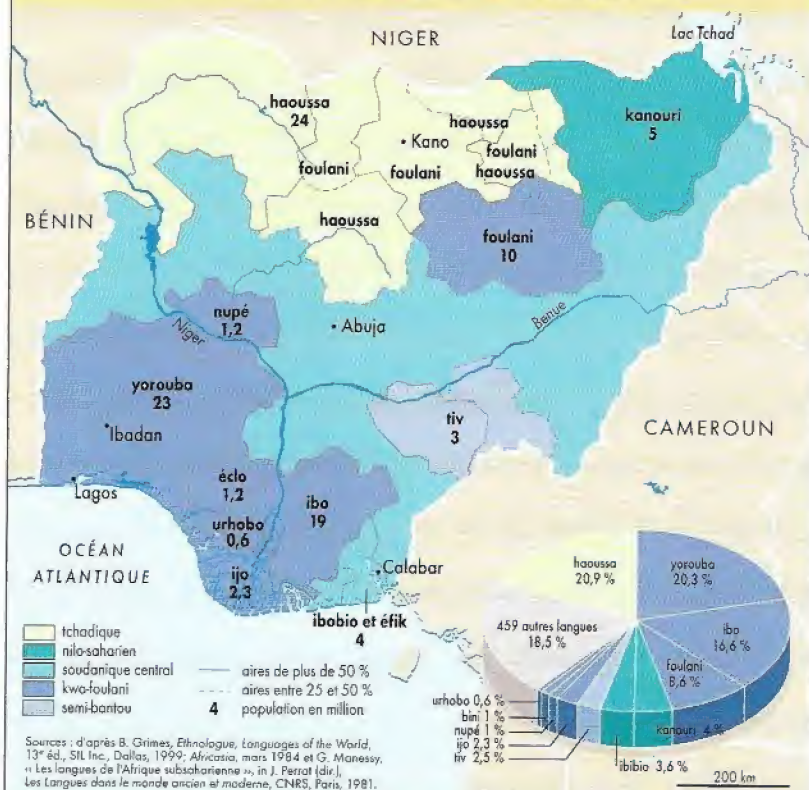 NIGER
Lac Tchad
haoussa
24
Kano
haoussa
foulani
foulani
foulani
haoussa
kanouri
5
haoussa
BÉNIN
foulani
10
nupé
1,2
Niger
Abuja
Benue
yorouba
23
Ibadan
tiv
3
CAMEROUN
éclo
1,2
ibo
19
Lagos
urhobo
0,6
OCÉAN
ATLANTIQUE
ijo
2,3
Calabar
ibobio et éfik
4
tchadique
nilo-saharien
soudanique central
kwa-foulani
semi-bantou
aires de plus de 50 %
aires entre 25 et 50 %
4 population en million
haoussa
20,9 %
yorouba
20,3 %
459 autres langues
18,5 %
ibo
16,6 %
foulani
8,6 %
urhobo 0,6 %
bini 1 %
nupé 1 %
ijo 2,3 %
tiv 2,5 %
kanouri 4 %
ibibio 3,6 %
200 km
Sources : d'après B. Grimes, Ethnologue, Languages of the World,
13e éd., SIL Inc., Dallas, 1999; Africasia, mars 1984 et G. Manessy,
« Les langues de l'Afrique subsaharienne », in J. Perrot (dir.),
Les Langues dans le monde ancien et moderne, CNRS, Paris, 1981.